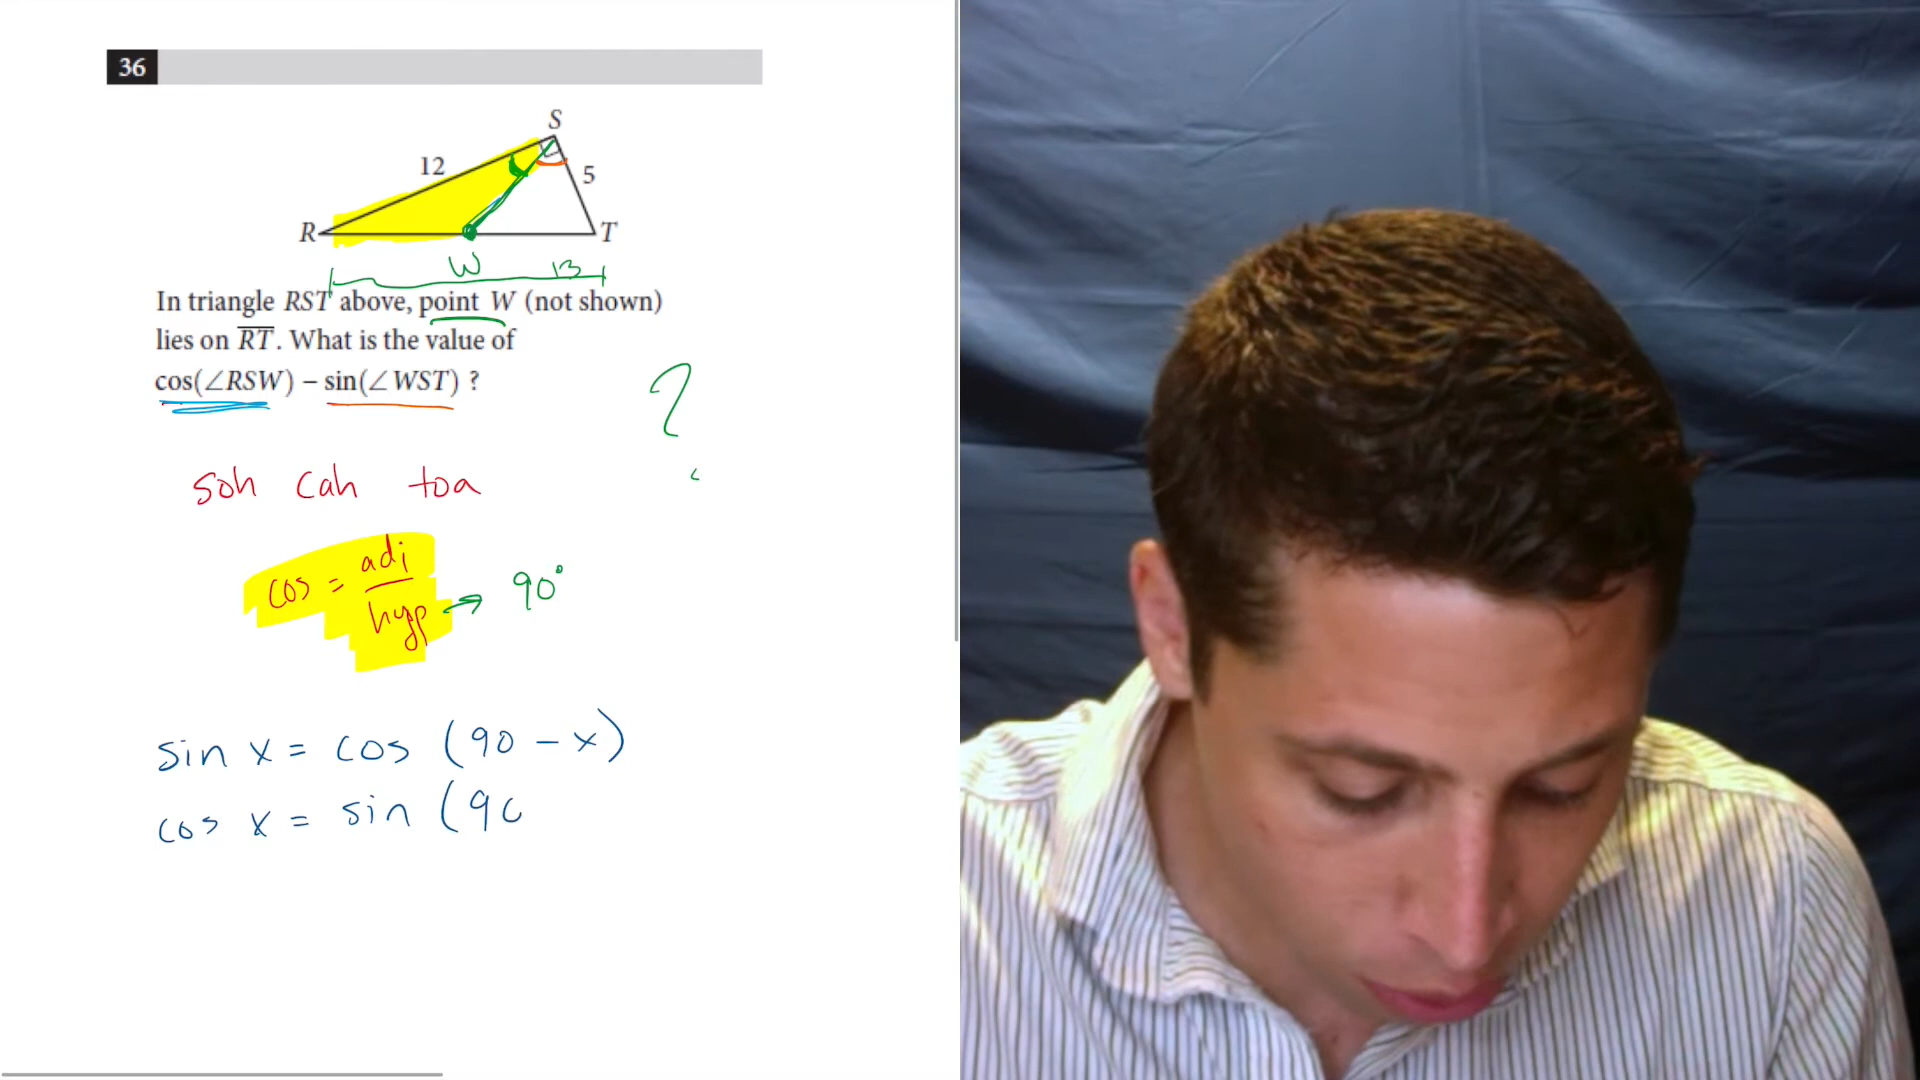 36
S
12
5
R
T
W
13
In triangle RST above, point W (not shown)
lies on RT. What is the value of
cos(∠RSW) – sin(∠WST) ?
?
soh cah toa
cos = adj/hyp → 90°
sin x = cos (90 – x)
cos x = sin (90